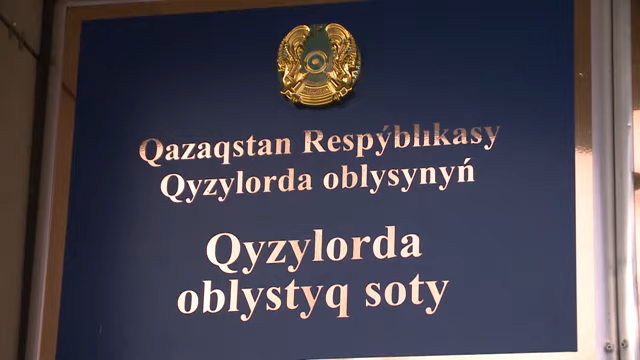 Qazaqstan Respýblıkasy
Qyzylorda oblysynyń
Qyzylorda
oblystyq soty